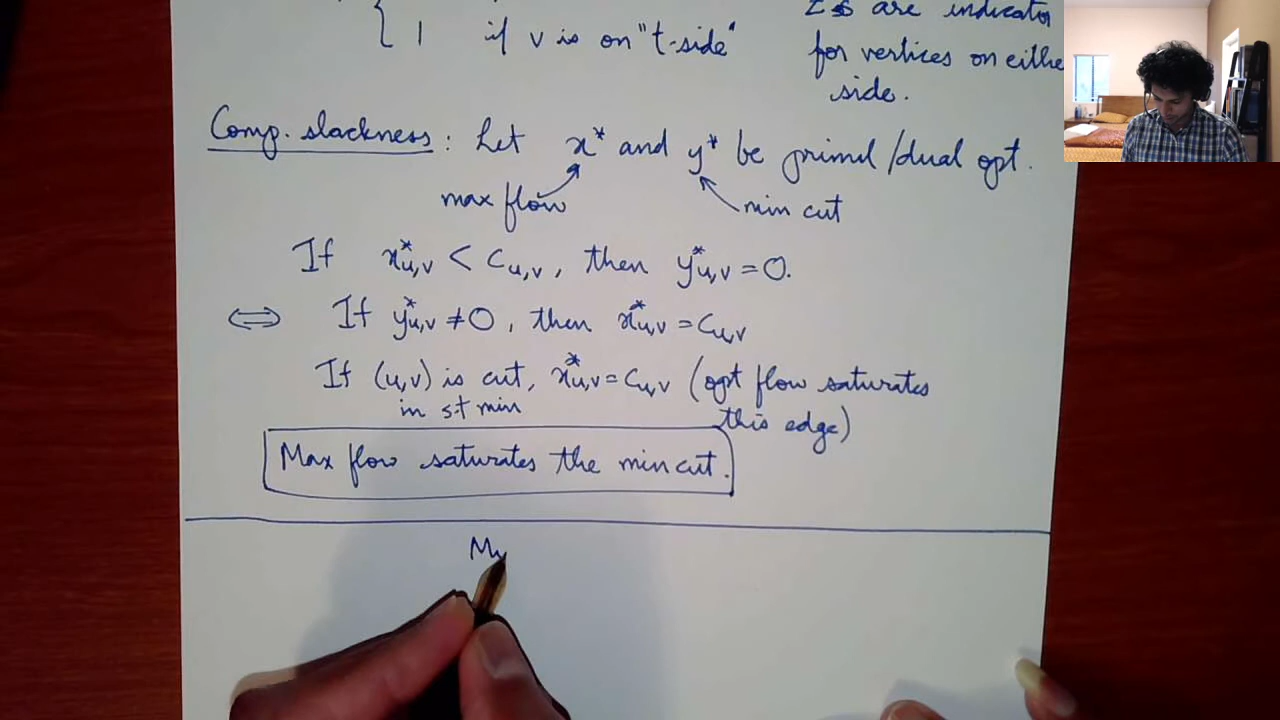 1 if v is on "t-side"
are indicator
for vertices on eithe
side.
Comp. slackness : Let x* and y* be primal/dual opt.
max flow min cut
If x*u,v < cu,v, then y*u,v = 0.
⟺ If y*u,v ≠ 0, then x*u,v = cu,v
If (u,v) is cut, x*u,v = cu,v (opt flow saturates
in s-t min this edge)
Max flow saturates the min cut.